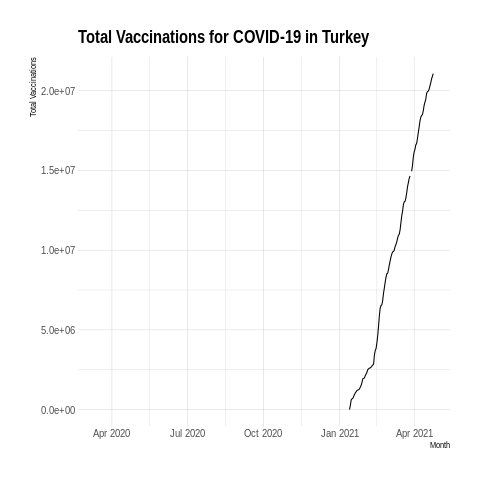 Total Vaccinations for COVID-19 in Turkey
Total Vaccinations
2.0e+07
1.5e+07
1.0e+07
5.0e+06
0.0e+00
Apr 2020 Jul 2020 Oct 2020 Jan 2021 Apr 2021
Month